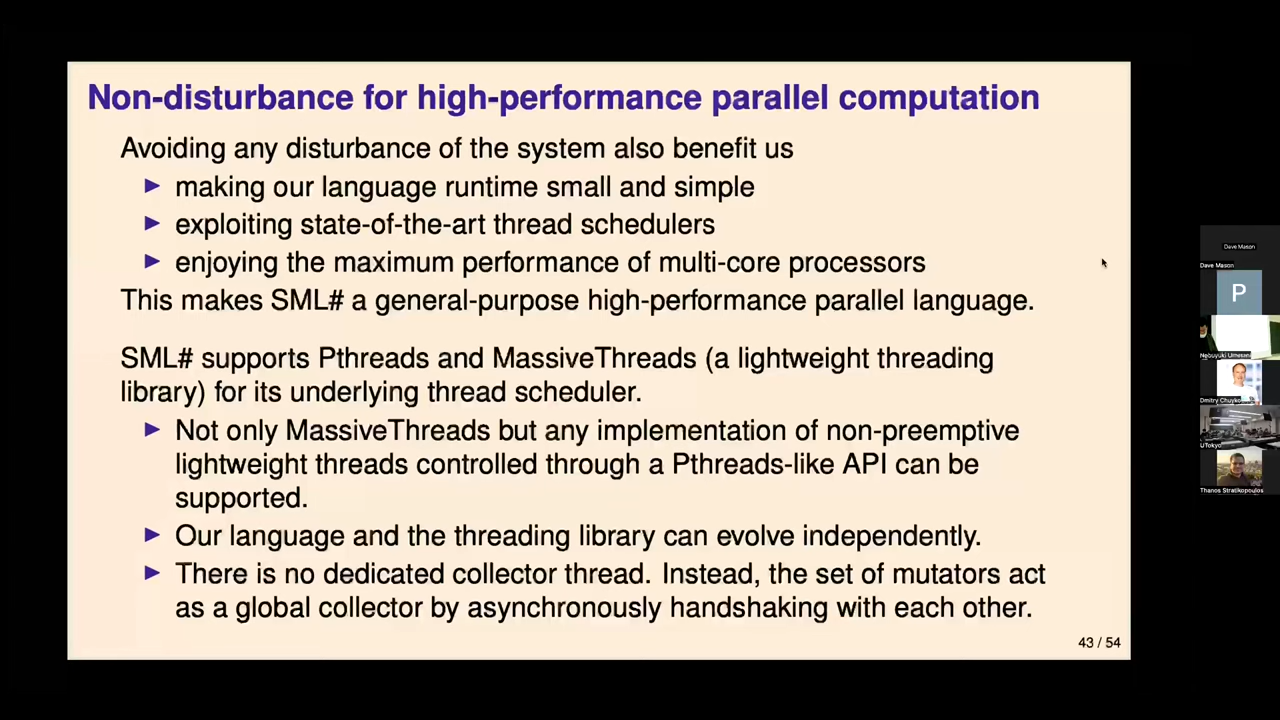 Non-disturbance for high-performance parallel computation
Avoiding any disturbance of the system also benefit us
▶ making our language runtime small and simple
▶ exploiting state-of-the-art thread schedulers
▶ enjoying the maximum performance of multi-core processors
This makes SML# a general-purpose high-performance parallel language.
SML# supports Pthreads and MassiveThreads (a lightweight threading
library) for its underlying thread scheduler.
▶ Not only MassiveThreads but any implementation of non-preemptive
lightweight threads controlled through a Pthreads-like API can be
supported.
▶ Our language and the threading library can evolve independently.
▶ There is no dedicated collector thread. Instead, the set of mutators act
as a global collector by asynchronously handshaking with each other.
43 / 54
Dave Mason
Dave Mason
P
Dmitry
UTokyo
Thanos Stratikopoulos